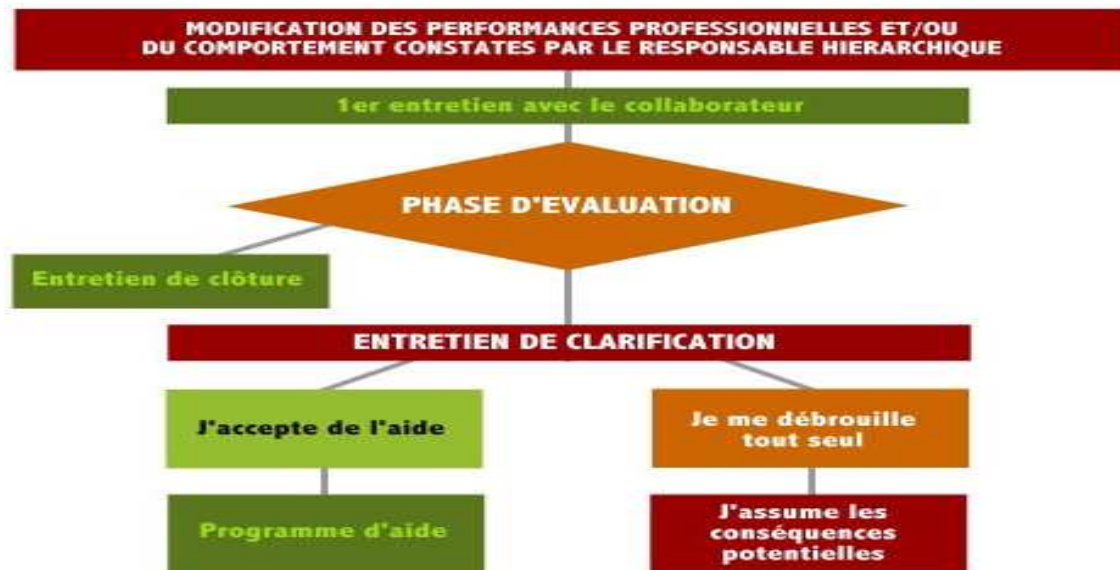 MODIFICATION DES PERFORMANCES PROFESSIONNELLES ET/OU
DU COMPORTEMENT CONSTATES PAR LE RESPONSABLE HIERARCHIQUE
1er entretien avec le collaborateur
PHASE D'EVALUATION
Entretien de clôture
ENTRETIEN DE CLARIFICATION
J'accepte de l'aide
Je me débrouille
tout seul
Programme d'aide
J'assume les
conséquences
potentielles